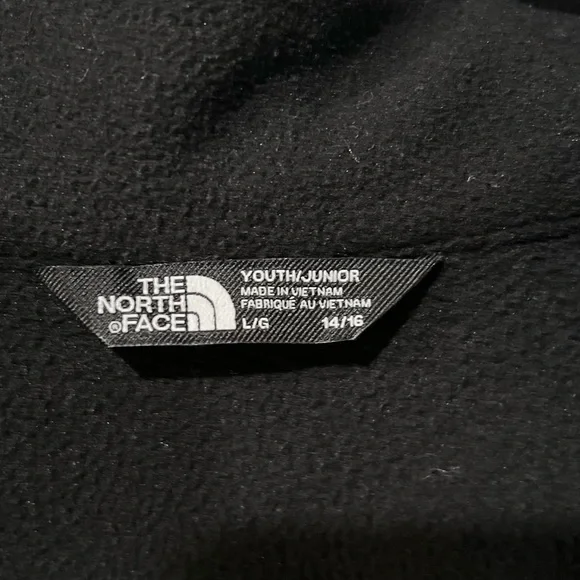 THE
NORTH
®FACE
YOUTH/JUNIOR
MADE IN VIETNAM
FABRIQUÉ AU VIETNAM
L/G 14/16